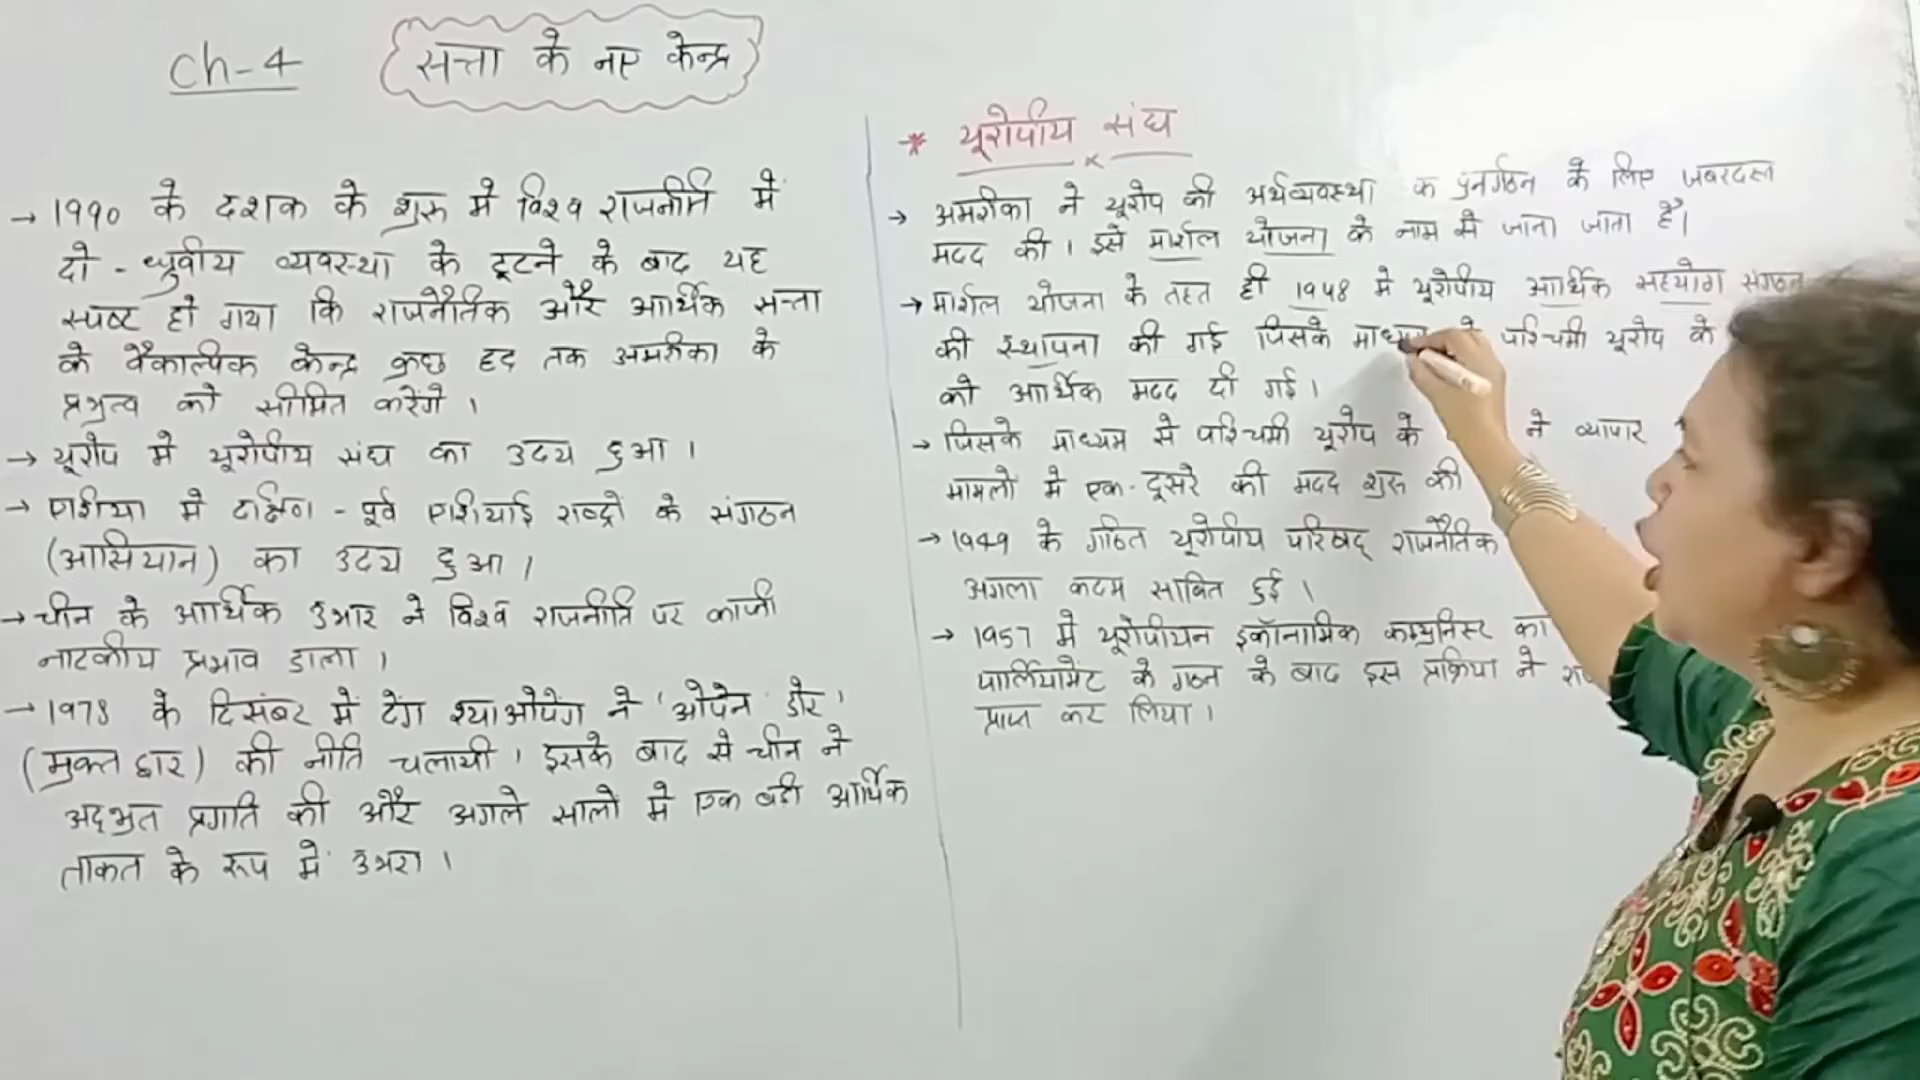 Ch-4
सत्ता के नए केन्द्र
→ 1990 के दशक के शुरू में विश्व राजनीति में
दो - ध्रुवीय व्यवस्था के टूटने के बाद यह
स्पष्ट हो गया कि राजनैतिक और आर्थिक सत्ता
के वैकल्पिक केन्द्र कुछ हद तक अमरीका के
प्रभुत्व को सीमित करेंगे ।
→ यूरोप में यूरोपीय संघ का उदय हुआ ।
→ एशिया में दक्षिण - पूर्व एशियाई राष्ट्रों के संगठन
(आसियान) का उदय हुआ ।
→ चीन के आर्थिक उभार ने विश्व राजनीति पर काफी
नाटकीय प्रभाव डाला ।
→ 1978 के दिसंबर में देंग श्याओपेंग ने 'ओपेन डोर'
(मुक्त द्वार) की नीति चलायी । इसके बाद से चीन ने
अद्भुत प्रगति की और अगले सालों में एक बड़ी आर्थिक
ताकत के रूप में उभरा ।
* यूरोपीय संघ
→ अमरीका ने यूरोप की अर्थव्यवस्था के पुनर्गठन के लिए जबरदस्त
मदद की । इसे मार्शल योजना के नाम से जाना जाता है।
→ मार्शल योजना के तहत ही 1948 में यूरोपीय आर्थिक सहयोग संगठन
की स्थापना की गई जिसके माध्यम से पश्चिमी यूरोप के
को आर्थिक मदद दी गई ।
→ जिसके माध्यम से पश्चिमी यूरोप के ने व्यापार
मामलों में एक-दूसरे की मदद शुरू की
→ 1949 के गठित यूरोपीय परिषद् राजनैतिक
अगला कदम साबित हुई ।
→ 1957 में यूरोपीयन इकॉनामिक कम्युनिस्ट का
पार्लियामेंट के गठन के बाद इस प्रक्रिया ने
प्राप्त कर लिया ।